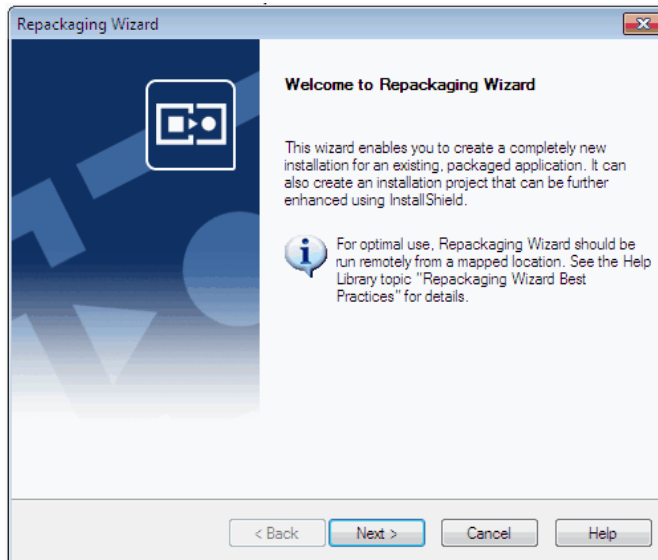 Repackaging Wizard
Welcome to Repackaging Wizard
This wizard enables you to create a completely new
installation for an existing, packaged application. It can
also create an installation project that can be further
enhanced using InstallShield.
For optimal use, Repackaging Wizard should be
run remotely from a mapped location. See the Help
Library topic "Repackaging Wizard Best
Practices" for details.
< Back
Next >
Cancel
Help